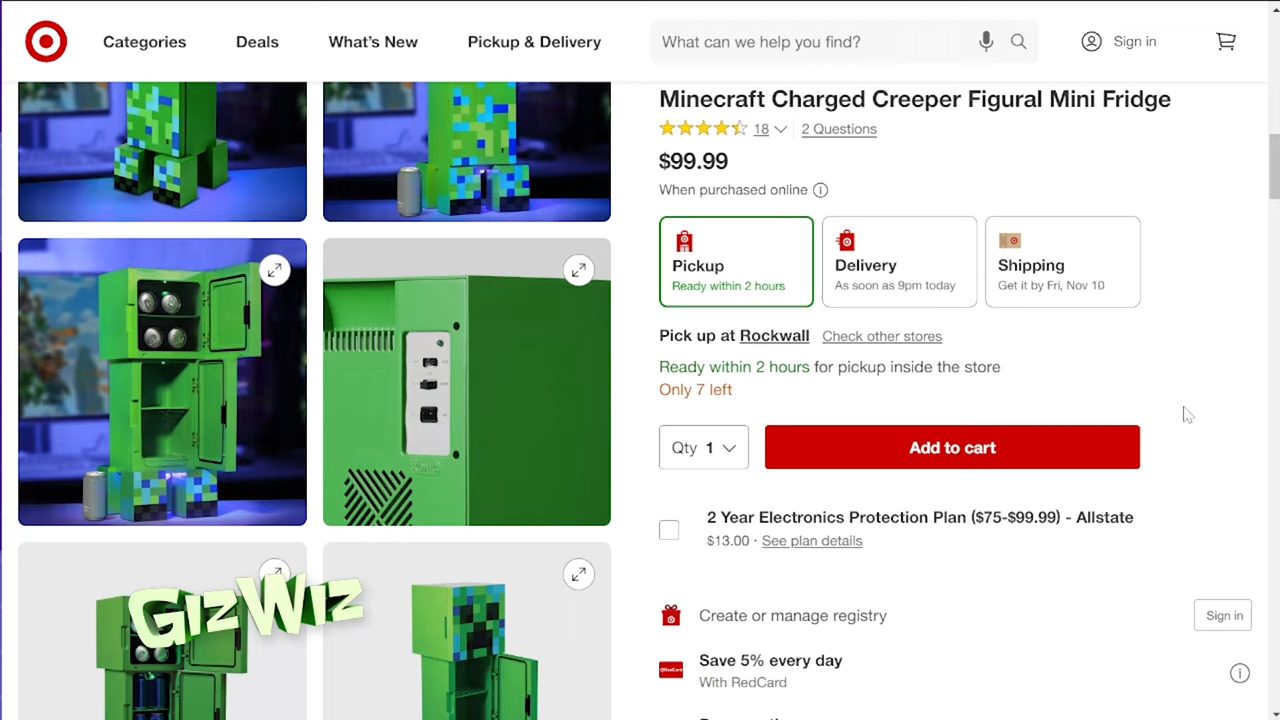 Categories
Deals
What's New
Pickup & Delivery
What can we help you find?
Sign in
Minecraft Charged Creeper Figural Mini Fridge
18
2 Questions
$99.99
When purchased online
Pickup
Ready within 2 hours
Delivery
As soon as 9pm today
Shipping
Get it by Fri, Nov 10
Pick up at Rockwall
Check other stores
Ready within 2 hours for pickup inside the store
Only 7 left
Qty 1
Add to cart
2 Year Electronics Protection Plan ($75-$99.99) - Allstate
$13.00 · See plan details
GizWiz
Create or manage registry
Sign in
Save 5% every day
With RedCard